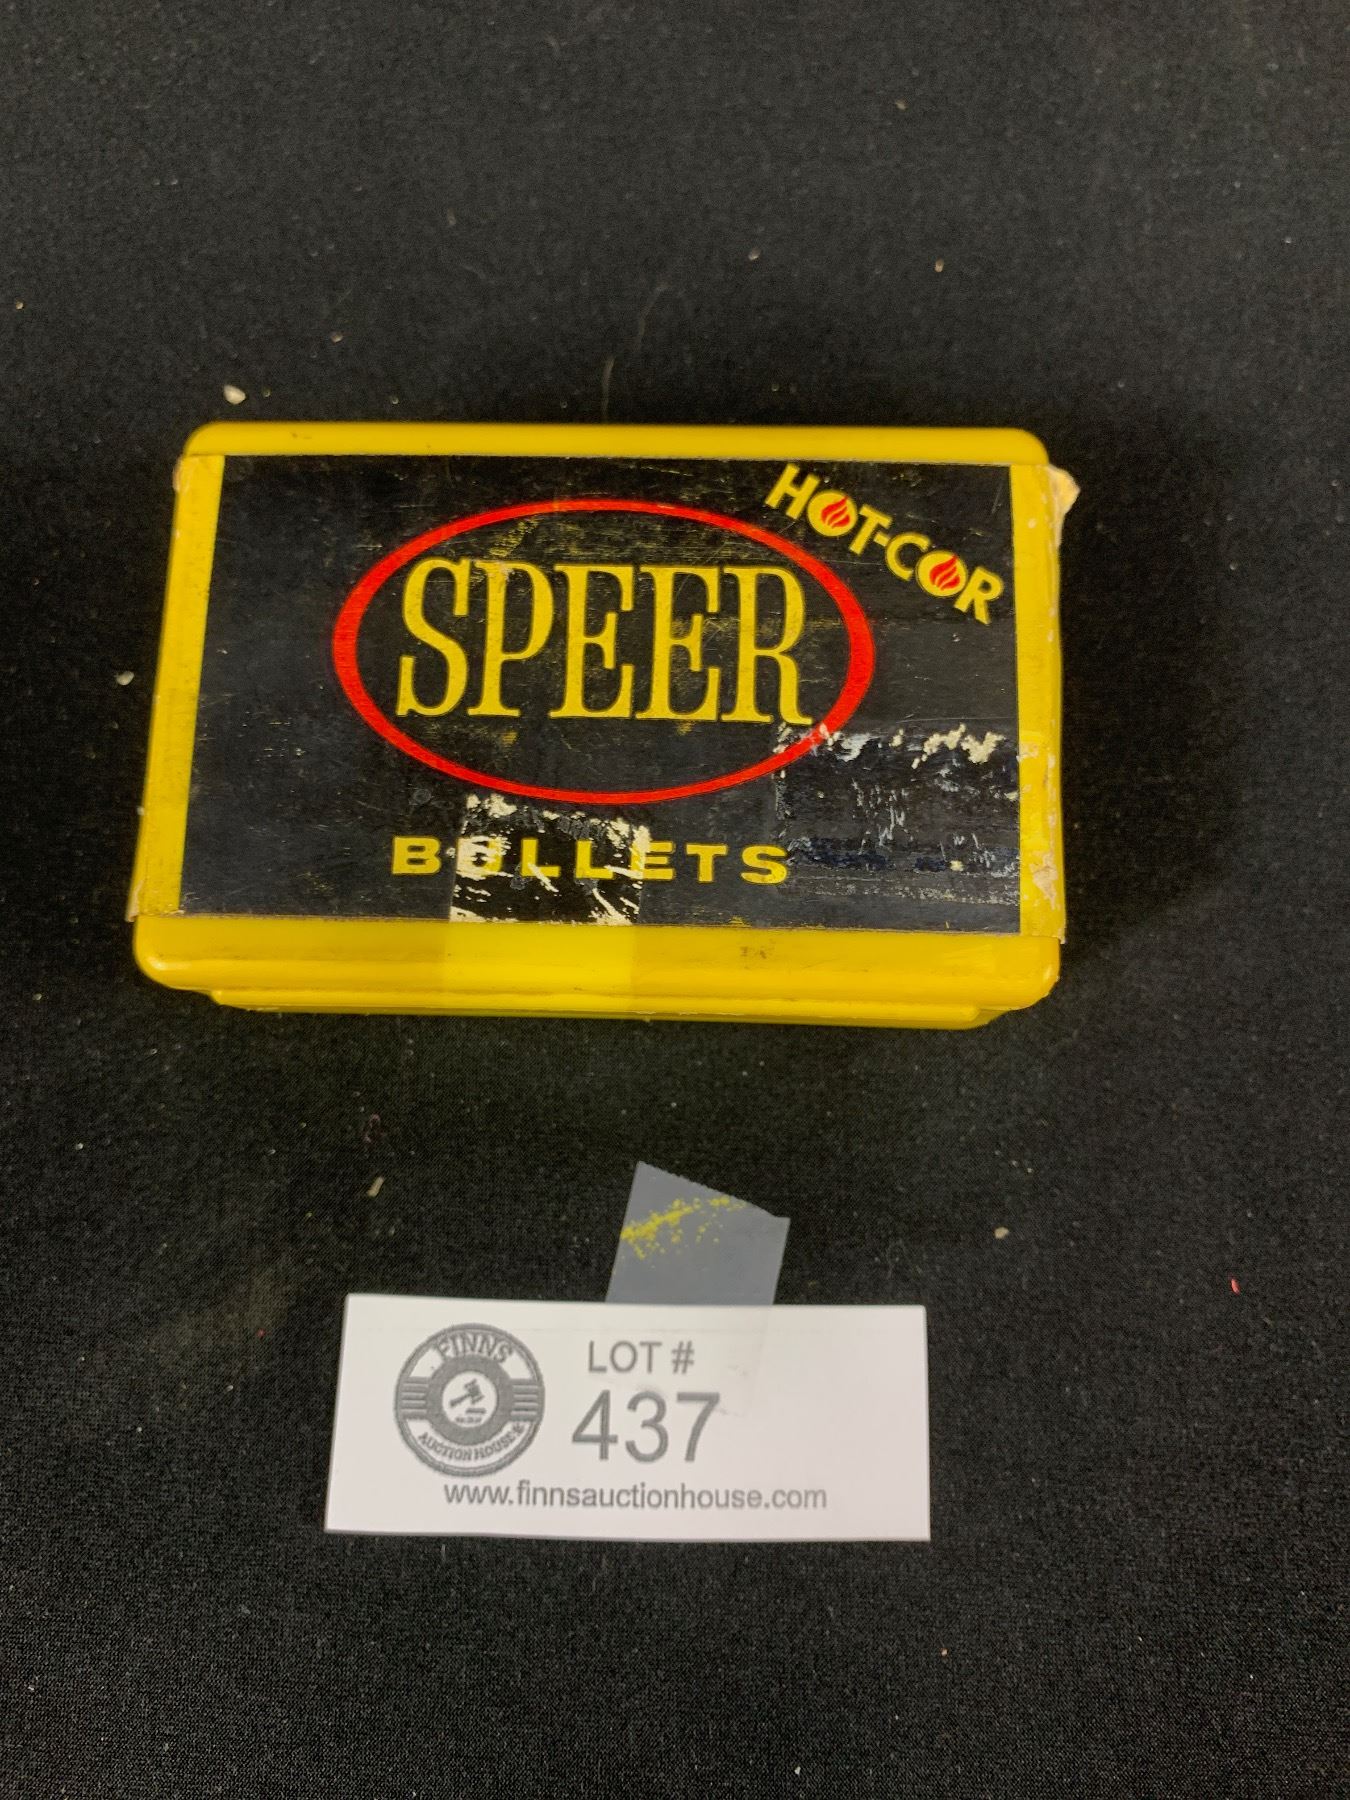 HOT-COR
SPEER
BULLETS
FINNS
AUCTION HOUSE
LOT #
437
www.finnsauctionhouse.com